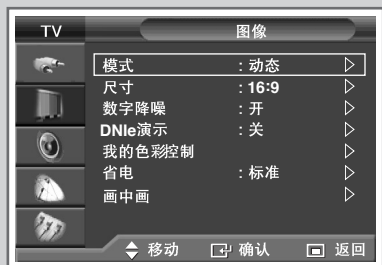 TV 图像
模式 : 动态
尺寸 : 16:9
数字降噪 : 开
DNIe演示 : 关
我的色彩控制
省电 : 标准
画中画
移动 确认 返回